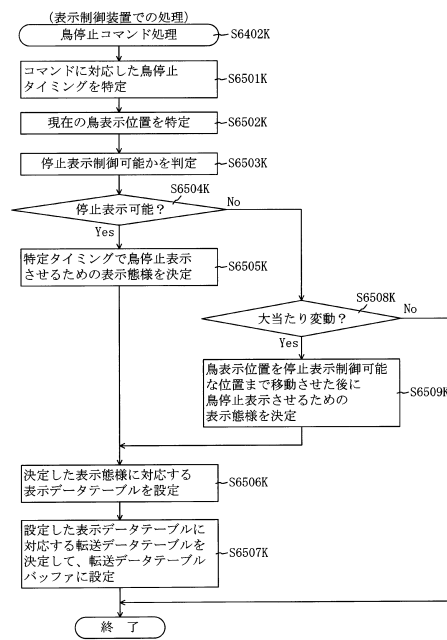 (表示制御装置での処理)
鳥停止コマンド処理
S6402K
コマンドに対応した鳥停止
タイミングを特定
S6501K
現在の鳥表示位置を特定
S6502K
停止表示制御可能かを判定
S6503K
S6504K
停止表示可能?
No
Yes
特定タイミングで鳥停止表示
させるための表示態様を決定
S6505K
S6508K
大当たり変動?
No
Yes
鳥表示位置を停止表示制御可能
な位置まで移動させた後に
鳥停止表示させるための
表示態様を決定
S6509K
決定した表示態様に対応する
表示データテーブルを設定
S6506K
設定した表示データテーブルに
対応する転送データテーブルを
決定して、転送データテーブル
バッファに設定
S6507K
終 了